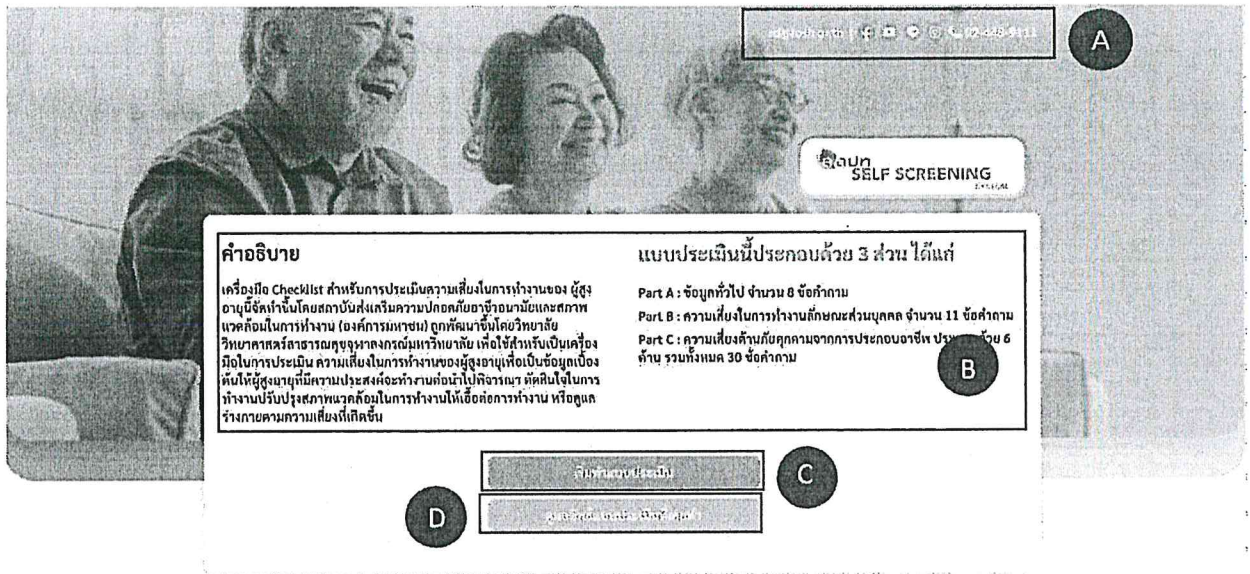 02-448-9111
A
สสปท
SELF SCREENING
SYSTEM
คำอธิบาย
เครื่องมือ Checklist สำหรับการประเมินความเสี่ยงในการทำงานของ ผู้สูง
อายุนี้จัดทำขึ้นโดยสถาบันส่งเสริมความปลอดภัยอาชีวอนามัยและสภาพ
แวดล้อมในการทำงาน (องค์การมหาชน) ถูกพัฒนาขึ้นโดยวิทยาลัย
วิทยาศาสตร์สาธารณสุขจุฬาลงกรณ์มหาวิทยาลัย เพื่อใช้สำหรับเป็นเครื่อง
มือในการประเมิน ความเสี่ยงในการทำงานของผู้สูงอายุเพื่อเป็นข้อมูลเบื้อง
ต้นให้ผู้สูงอายุที่มีความประสงค์จะทำงานต่อนำไปพิจารณา ตัดสินใจในการ
ทำงานปรับปรุงสภาพแวดล้อมในการทำงานให้เอื้อต่อการทำงาน หรือดูแล
ร่างกายตามความเสี่ยงที่เกิดขึ้น
แบบประเมินนี้ประกอบด้วย 3 ส่วน ได้แก่
Part A : ข้อมูลทั่วไป จำนวน 8 ข้อคำถาม
Part B : ความเสี่ยงในการทำงานลักษณะส่วนบุคคล จำนวน 11 ข้อคำถาม
Part C : ความเสี่ยงด้านภัยคุกคามจากการประกอบอาชีพ ด้วย 6
ด้าน รวมทั้งหมด 30 ข้อคำถาม
B
เริ่มทำแบบประเมิน
C
D